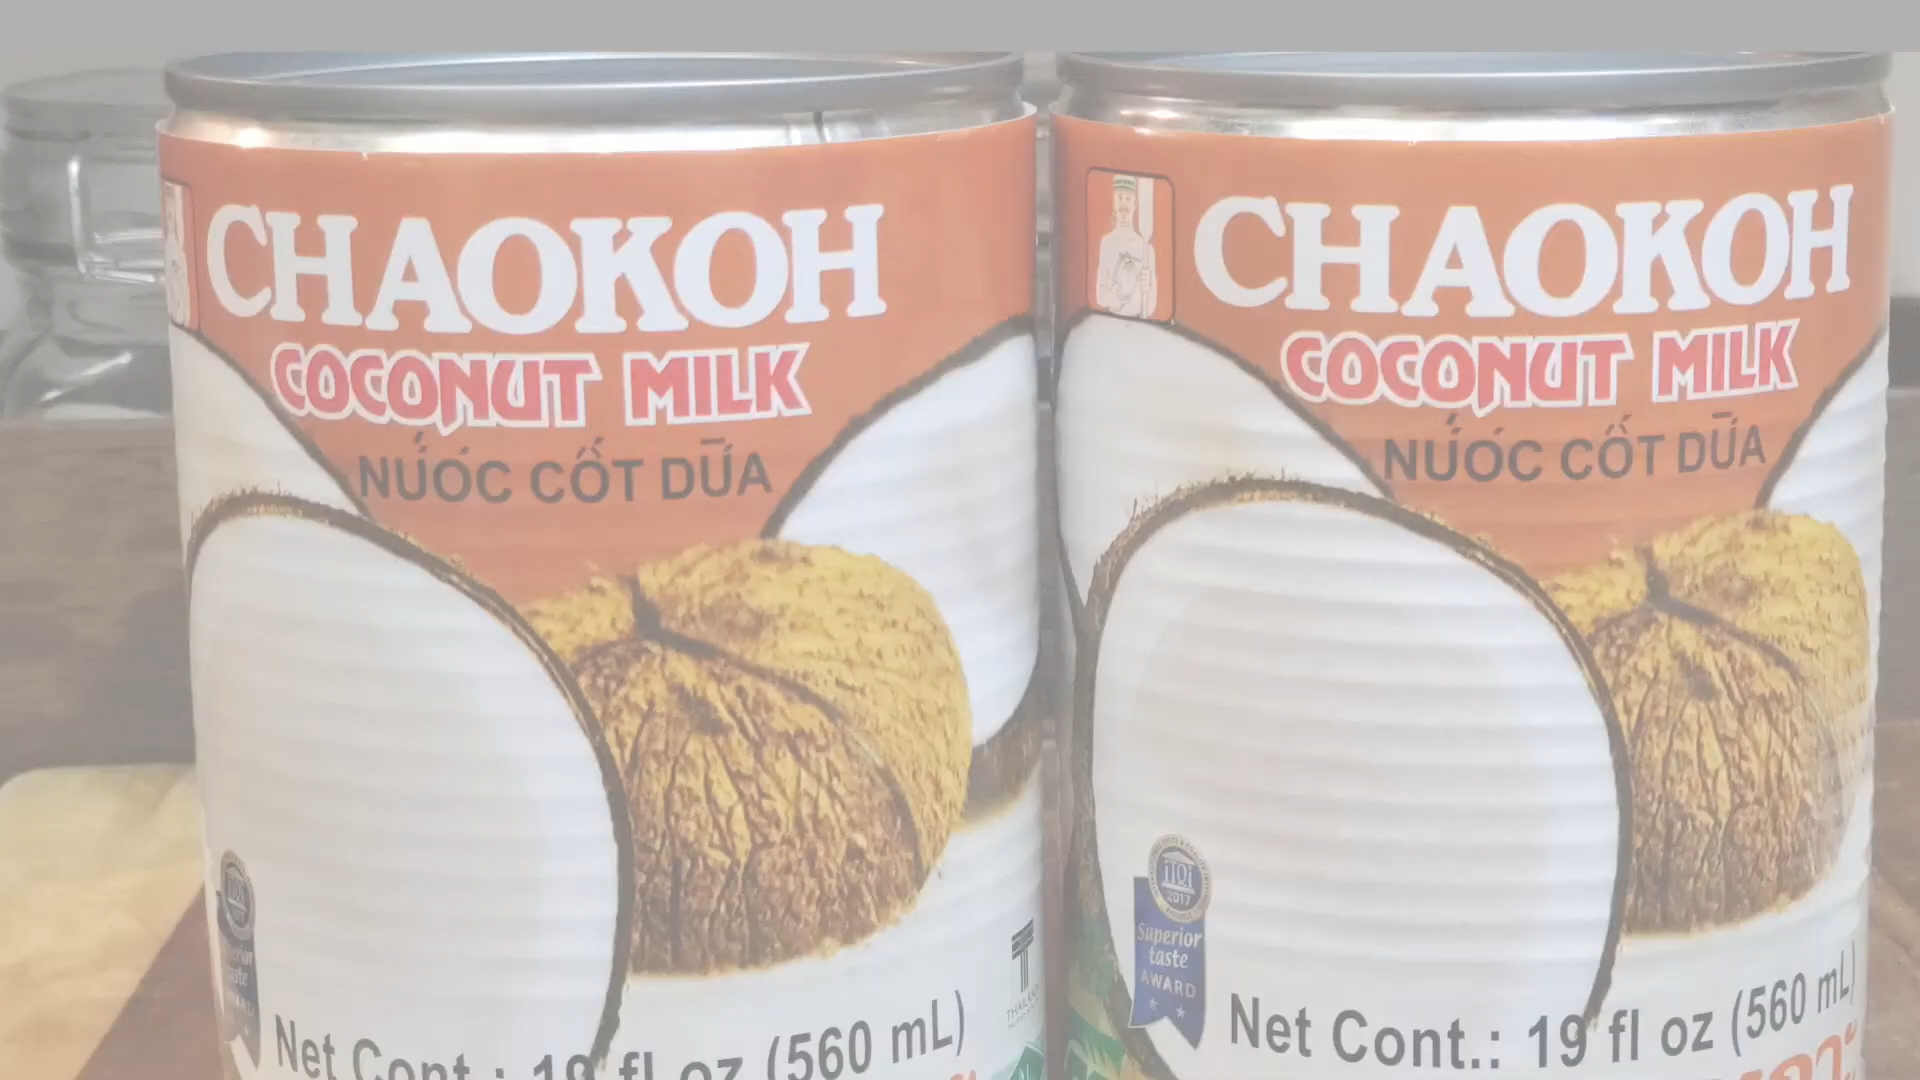 CHAOKOH
COCONUT MILK
NƯỚC CỐT DỪA
Net Cont.: 19 fl oz (560 mL)
CHAOKOH
COCONUT MILK
NƯỚC CỐT DỪA
iTQi
2017
Superior
taste
AWARD
Net Cont.: 19 fl oz (560 mL)